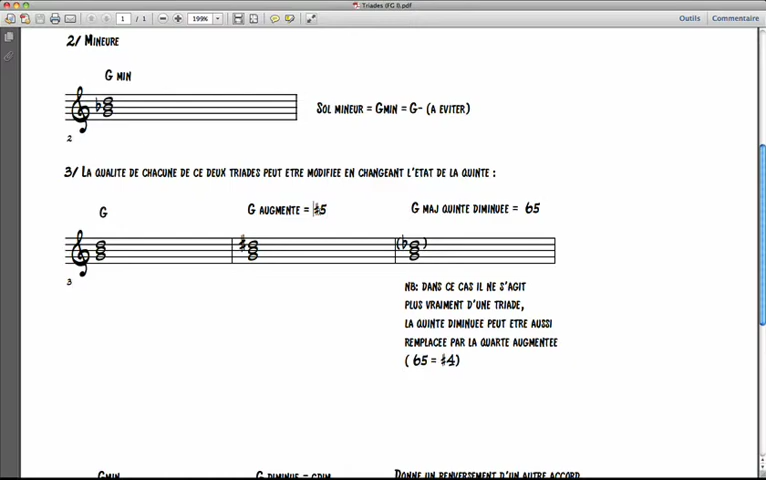 Triades (FG I).pdf
1 / 1 199% Outils Commentaire
2/ MINEURE
G MIN
SOL MINEUR = GMIN = G- (A EVITER)
2
3/ LA QUALITE DE CHACUNE DE CE DEUX TRIADES PEUT ETRE MODIFIEE EN CHANGEANT L'ETAT DE LA QUINTE :
G G AUGMENTE = ♯5 G MAJ QUINTE DIMINUEE = ♭5
3
NB: DANS CE CAS IL NE S'AGIT
PLUS VRAIMENT D'UNE TRIADE,
LA QUINTE DIMINUEE PEUT ETRE AUSSI
REMPLACEE PAR LA QUARTE AUGMENTEE
( ♭5 = ♯4)
GMIN G DIMINUE = GDIM DONNE UN RENVERSEMENT D'UN AUTRE ACCORD